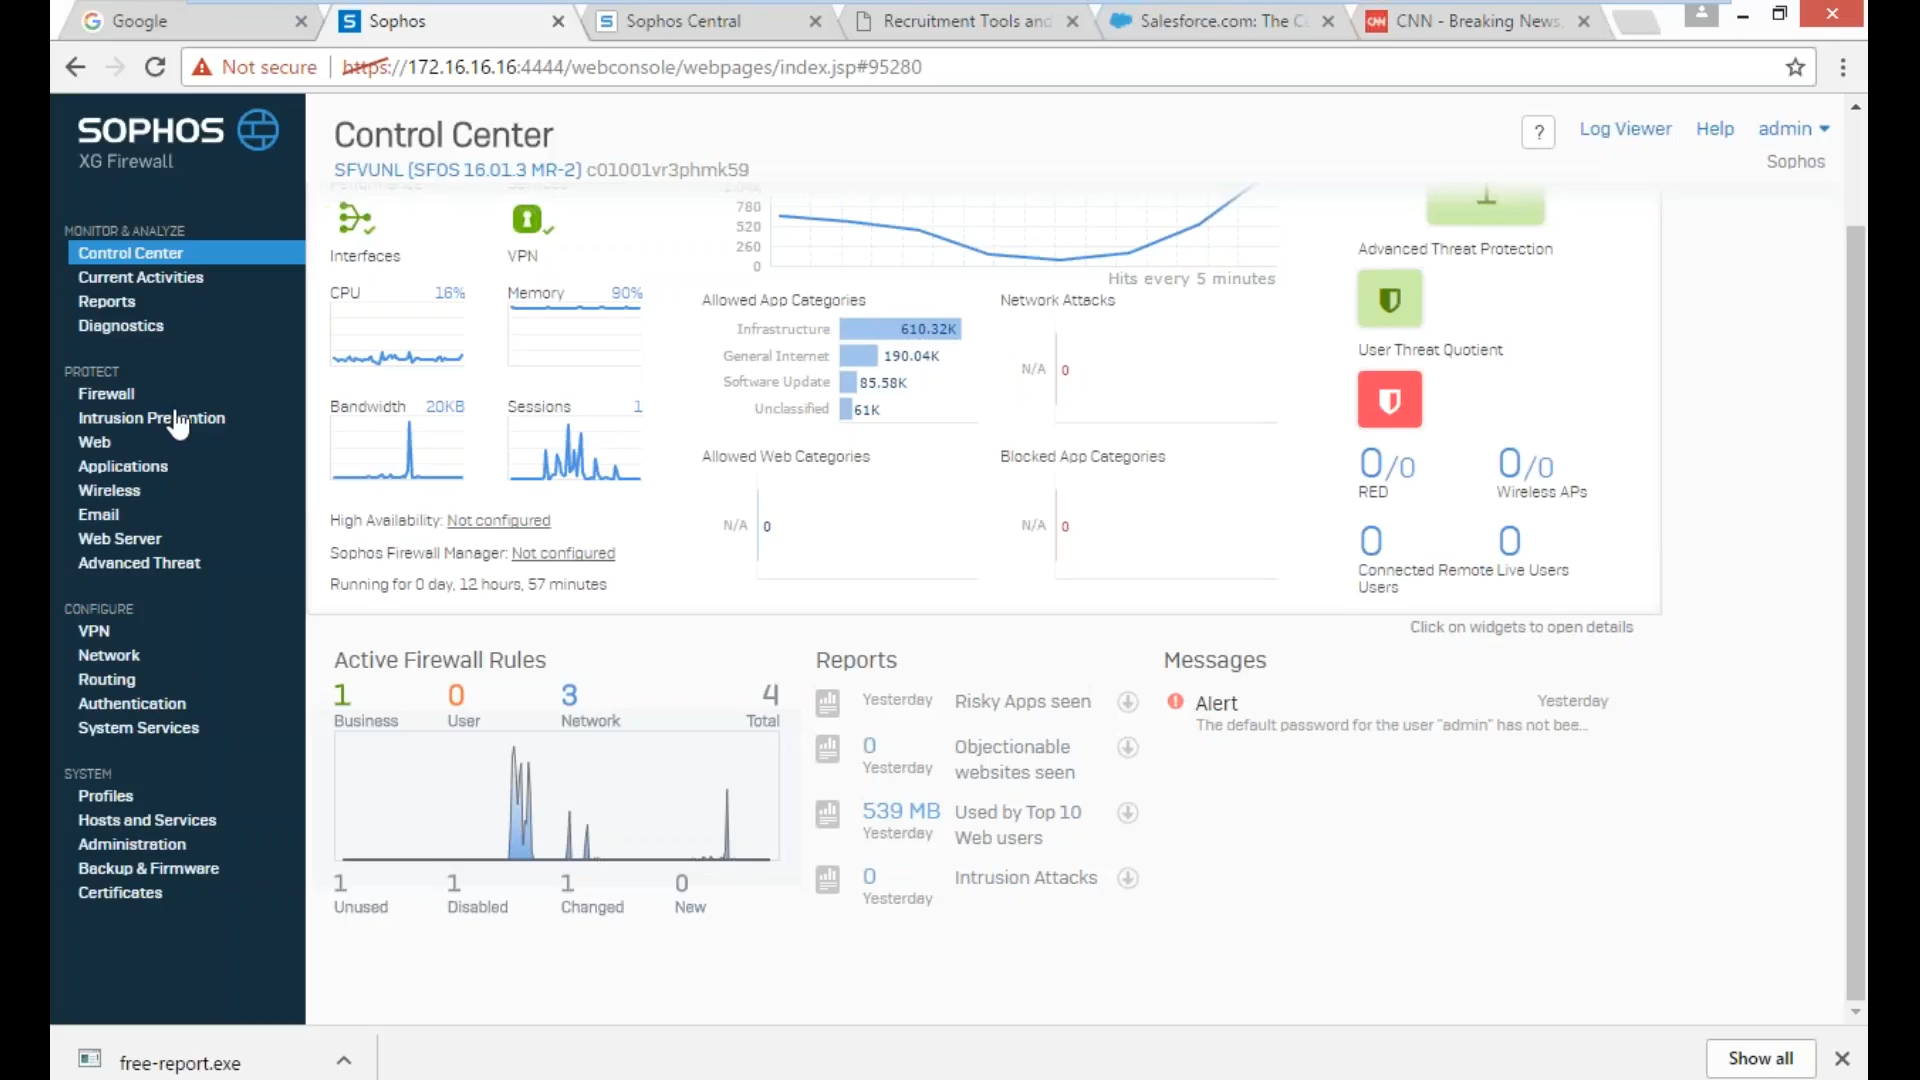 Google
Sophos
Sophos Central
Recruitment Tools and
Salesforce.com: The C
CNN - Breaking News,
Not secure
https://172.16.16.16:4444/webconsole/webpages/index.jsp#95280
SOPHOS
XG Firewall
Control Center
SFVUNL (SFOS 16.01.3 MR-2) c01001vr3phmk59
?
Log Viewer
Help
admin
Sophos
MONITOR & ANALYZE
Control Center
Current Activities
Reports
Diagnostics
PROTECT
Firewall
Intrusion Prevention
Web
Applications
Wireless
Email
Web Server
Advanced Threat
CONFIGURE
VPN
Network
Routing
Authentication
System Services
SYSTEM
Profiles
Hosts and Services
Administration
Backup & Firmware
Certificates
Performance
Services
Interfaces
VPN
CPU 16%
Memory 90%
Bandwidth 20KB
Sessions 1
High Availability: Not configured
Sophos Firewall Manager: Not configured
Running for 0 day, 12 hours, 57 minutes
780
520
260
0
Hits every 5 minutes
Allowed App Categories
Infrastructure 610.32K
General Internet 190.04K
Software Update 85.58K
Unclassified 61K
Network Attacks
N/A 0
Allowed Web Categories
N/A 0
Blocked App Categories
N/A 0
1
Advanced Threat Protection
User Threat Quotient
0/0
RED
0/0
Wireless APs
0
Connected Remote Users
0
Live Users
Click on widgets to open details
Active Firewall Rules
1
Business
0
User
3
Network
4
Total
1
Unused
1
Disabled
1
Changed
0
New
Reports
Yesterday Risky Apps seen
0
Yesterday
Objectionable
websites seen
539 MB
Yesterday
Used by Top 10
Web users
0
Yesterday
Intrusion Attacks
Messages
Alert Yesterday
The default password for the user "admin" has not bee...
free-report.exe
Show all